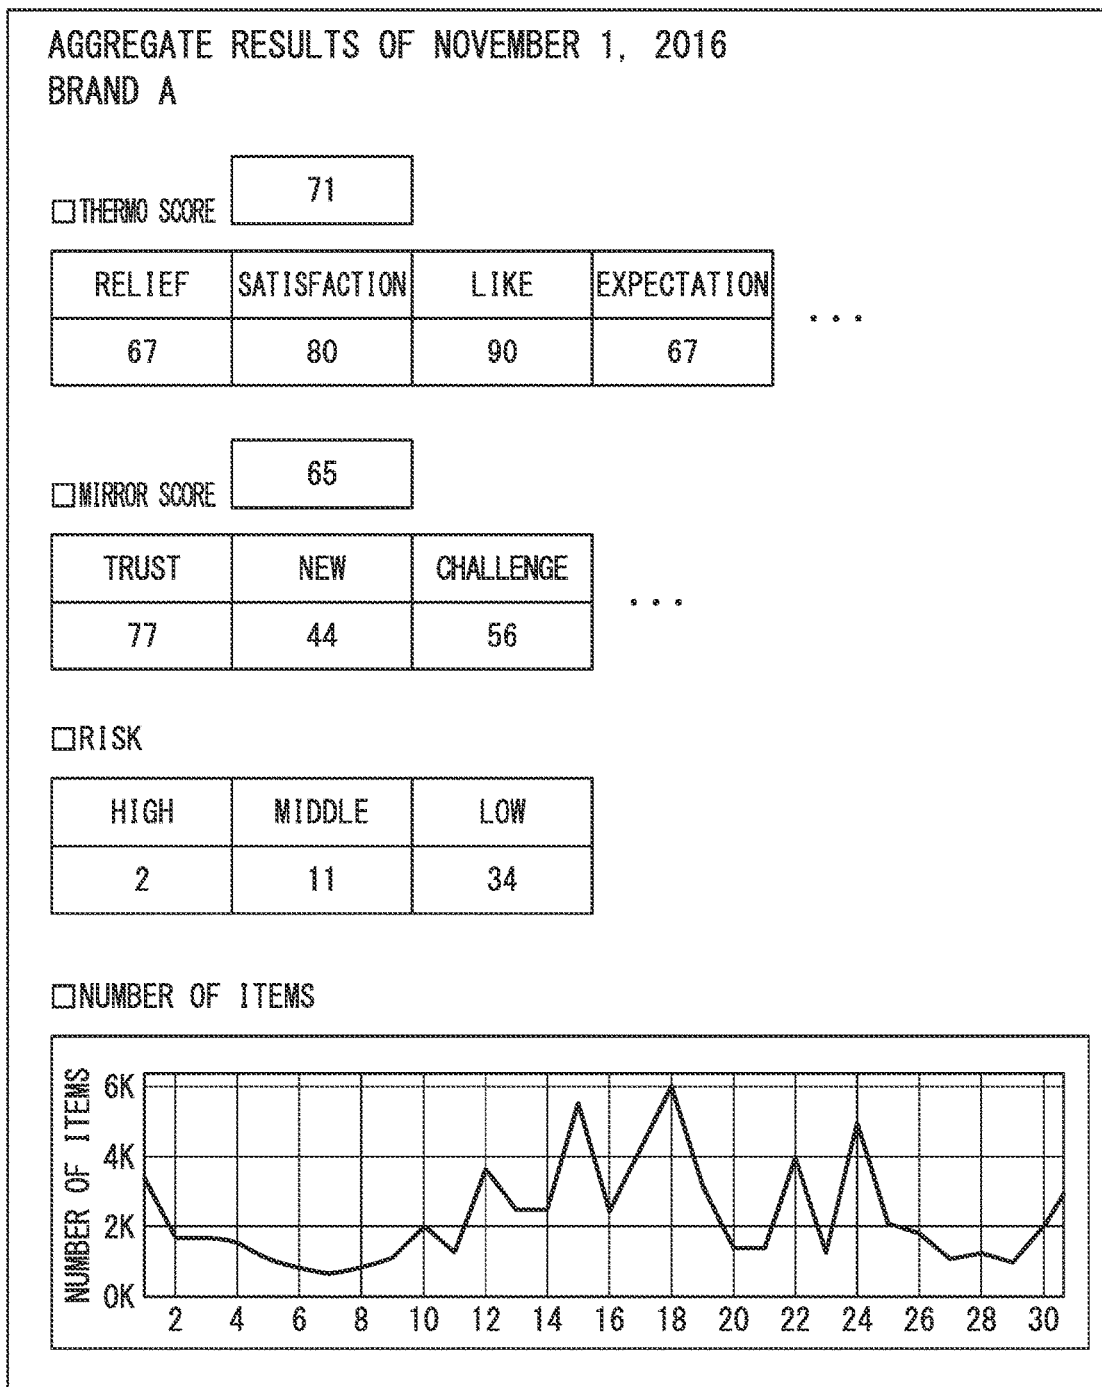 AGGREGATE RESULTS OF NOVEMBER 1, 2016
BRAND A
71
□THERMO SCORE
RELIEF SATISFACTION LIKE EXPECTATION
...
67 80 90 67
65
□MIRROR SCORE
TRUST NEW CHALLENGE
...
77 44 56
□RISK
HIGH MIDDLE LOW
2 11 34
□NUMBER OF ITEMS
NUMBER OF ITEMS
6K
4K
2K
0K
2 4 6 8 10 12 14 16 18 20 22 24 26 28 30